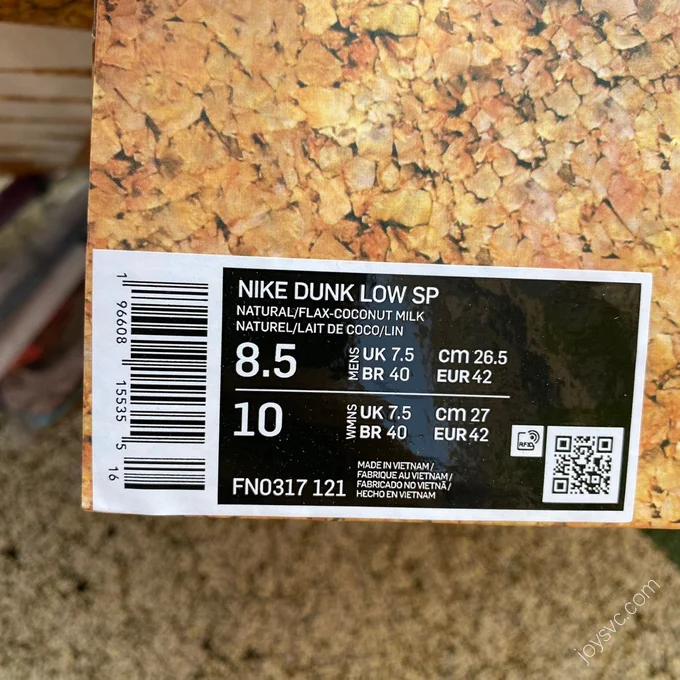 NIKE DUNK LOW SP
NATURAL/FLAX-COCONUT MILK
NATUREL/LAIT DE COCO/LIN
8.5 MENS UK 7.5 cm 26.5
BR 40 EUR 42
10 WMNS UK 7.5 cm 27
BR 40 EUR 42
RFID
FN0317 121
MADE IN VIETNAM /
FABRIQUE AU VIETNAM /
FABRICADO NO VIETNÃ /
HECHO EN VIETNAM
1 96608 15535 5 16
joysvc.com